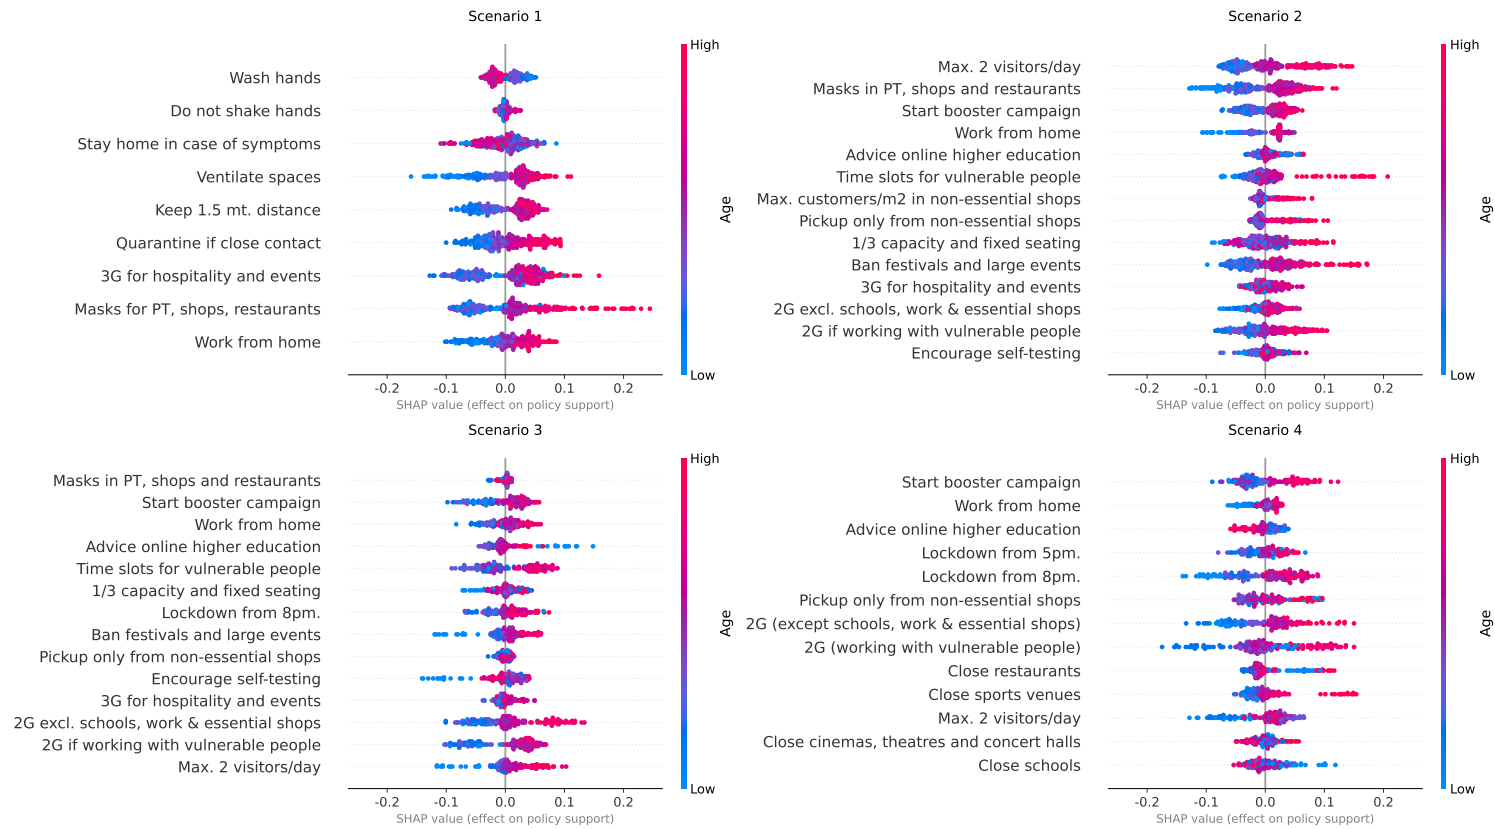 Scenario 1
High
Wash hands
Do not shake hands
Stay home in case of symptoms
Ventilate spaces
Keep 1.5 mt. distance
Quarantine if close contact
3G for hospitality and events
Masks for PT, shops, restaurants
Work from home
Age
Low
-0.2 -0.1 0.0 0.1 0.2
SHAP value (effect on policy support)
Scenario 2
High
Max. 2 visitors/day
Masks in PT, shops and restaurants
Start booster campaign
Work from home
Advice online higher education
Time slots for vulnerable people
Max. customers/m2 in non-essential shops
Pickup only from non-essential shops
1/3 capacity and fixed seating
Ban festivals and large events
3G for hospitality and events
2G excl. schools, work & essential shops
2G if working with vulnerable people
Encourage self-testing
Age
Low
-0.2 -0.1 0.0 0.1 0.2
SHAP value (effect on policy support)
Scenario 3
High
Masks in PT, shops and restaurants
Start booster campaign
Work from home
Advice online higher education
Time slots for vulnerable people
1/3 capacity and fixed seating
Lockdown from 8pm.
Ban festivals and large events
Pickup only from non-essential shops
Encourage self-testing
3G for hospitality and events
2G excl. schools, work & essential shops
2G if working with vulnerable people
Max. 2 visitors/day
Age
Low
-0.2 -0.1 0.0 0.1 0.2
SHAP value (effect on policy support)
Scenario 4
High
Start booster campaign
Work from home
Advice online higher education
Lockdown from 5pm.
Lockdown from 8pm.
Pickup only from non-essential shops
2G (except schools, work & essential shops)
2G (working with vulnerable people)
Close restaurants
Close sports venues
Max. 2 visitors/day
Close cinemas, theatres and concert halls
Close schools
Age
Low
-0.2 -0.1 0.0 0.1 0.2
SHAP value (effect on policy support)